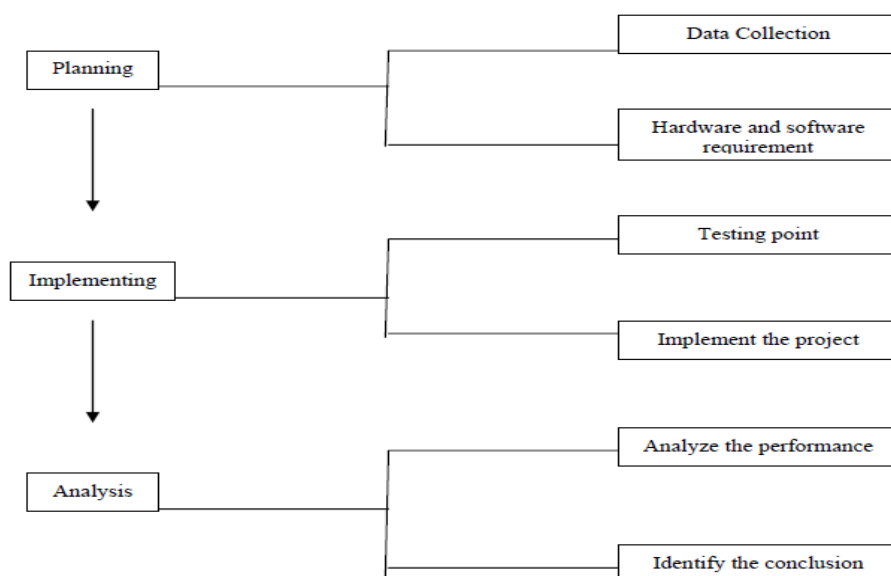 Data Collection
Planning
Hardware and software
requirement
Testing point
Implementing
Implement the project
Analyze the performance
Analysis
Identify the conclusion